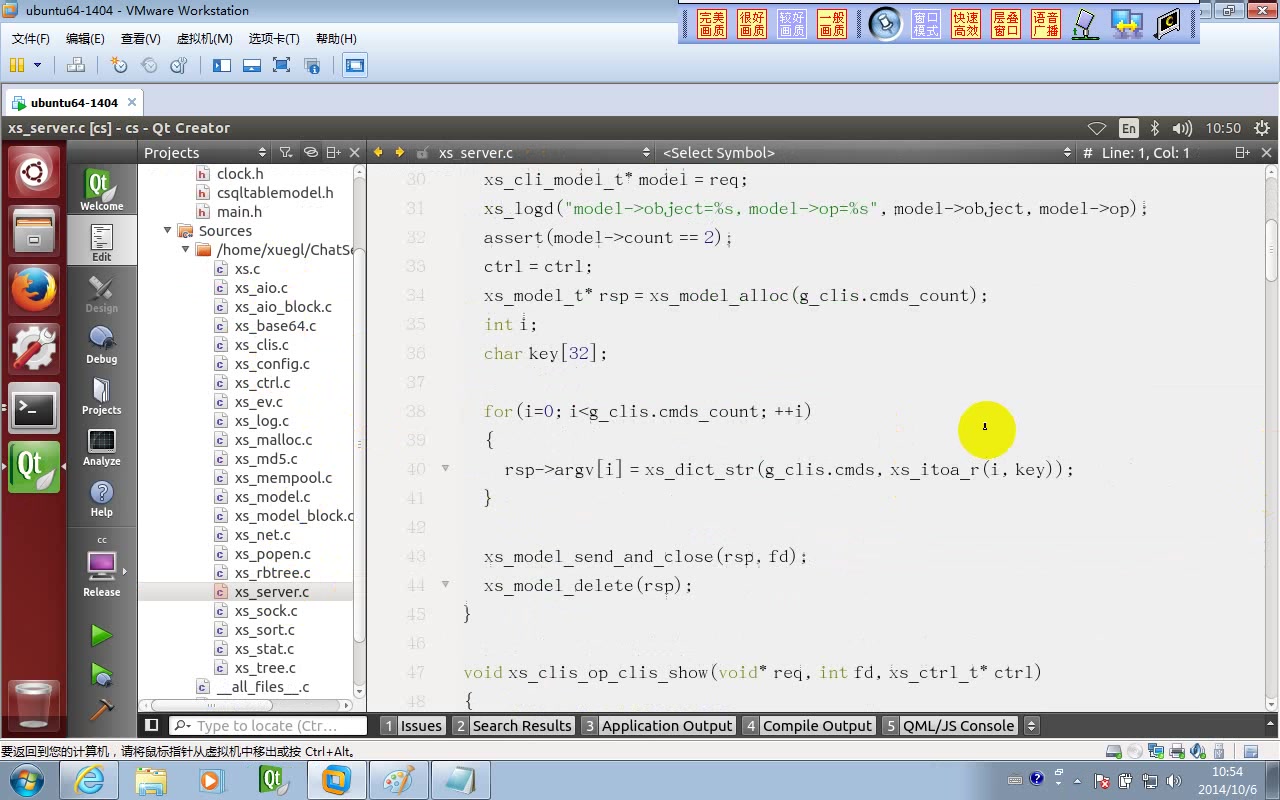 ubuntu64-1404 - VMware Workstation
文件(F) 编辑(E) 查看(V) 虚拟机(M) 选项卡(T) 帮助(H)
完美画质 很好画质 较好画质 一般画质 窗口模式 快速高效 层叠窗口 语音广播
ubuntu64-1404
xs_server.c [cs] - cs - Qt Creator
En
10:50
Projects
xs_server.c
<Select Symbol>
# Line: 1, Col: 1
Welcome
Edit
Design
Debug
Projects
Analyze
Help
cc
Release
clock.h
csqltablemodel.h
main.h
Sources
/home/xuegl/ChatSe
xs.c
xs_aio.c
xs_aio_block.c
xs_base64.c
xs_clis.c
xs_config.c
xs_ctrl.c
xs_ev.c
xs_log.c
xs_malloc.c
xs_md5.c
xs_mempool.c
xs_model.c
xs_model_block.c
xs_net.c
xs_popen.c
xs_rbtree.c
xs_server.c
xs_sock.c
xs_sort.c
xs_stat.c
xs_tree.c
__all_files__.c
30 xs_cli_model_t* model = req;
31 xs_logd("model->object=%s, model->op=%s", model->object, model->op);
32 assert(model->count == 2);
33 ctrl = ctrl;
34 xs_model_t* rsp = xs_model_alloc(g_clis.cmds_count);
35 int i;
36 char key[32];
37
38 for(i=0; i<g_clis.cmds_count; ++i)
39 {
40 rsp->argv[i] = xs_dict_str(g_clis.cmds, xs_itoa_r(i, key));
41 }
42
43 xs_model_send_and_close(rsp, fd);
44 xs_model_delete(rsp);
45 }
46
47 void xs_clis_op_clis_show(void* req, int fd, xs_ctrl_t* ctrl)
48 {
Type to locate (Ctr...
1 Issues
2 Search Results
3 Application Output
4 Compile Output
5 QML/JS Console
要返回到您的计算机，请将鼠标指针从虚拟机中移出或按 Ctrl+Alt。
10:54
2014/10/6